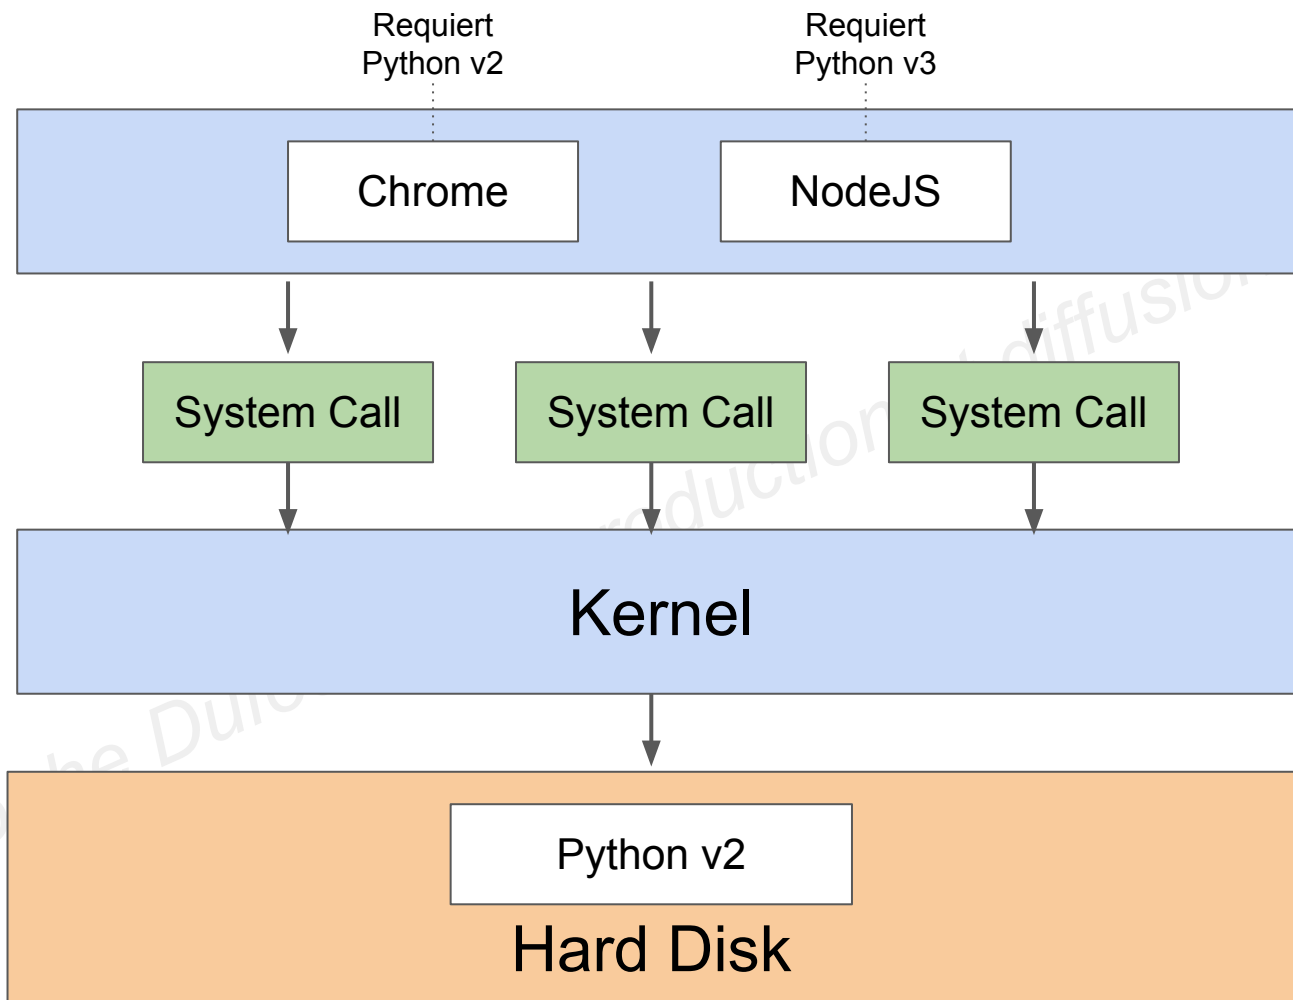 Requiert
Python v2
Requiert
Python v3
Chrome
NodeJS
System Call
System Call
System Call
Kernel
Python v2
Hard Disk
diffusion